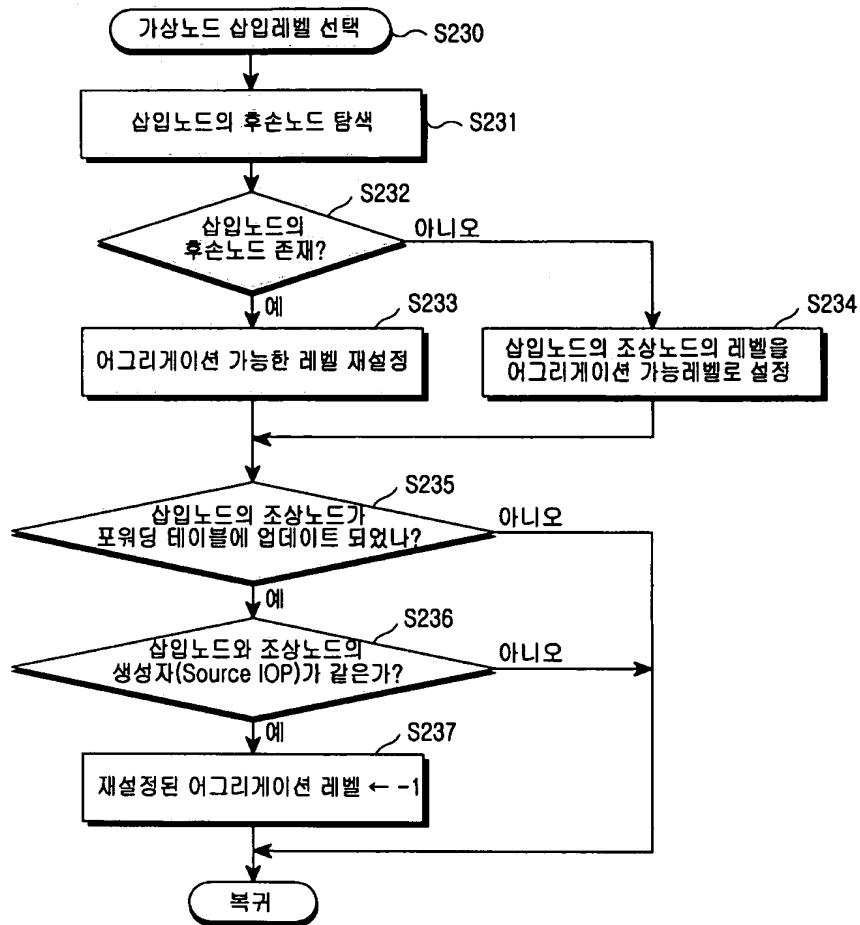 가상노드 삽입레벨 선택
S230
삽입노드의 후손노드 탐색
S231
S232
삽입노드의
후손노드 존재?
아니오
예
S233
어그리게이션 가능한 레벨 재설정
S234
삽입노드의 조상노드의 레벨을
어그리게이션 가능레벨로 설정
S235
삽입노드의 조상노드가
포워딩 테이블에 업데이트 되었나?
아니오
예
S236
삽입노드와 조상노드의
생성자(Source IOP)가 같은가?
아니오
예
S237
재설정된 어그리게이션 레벨 ← -1
복귀